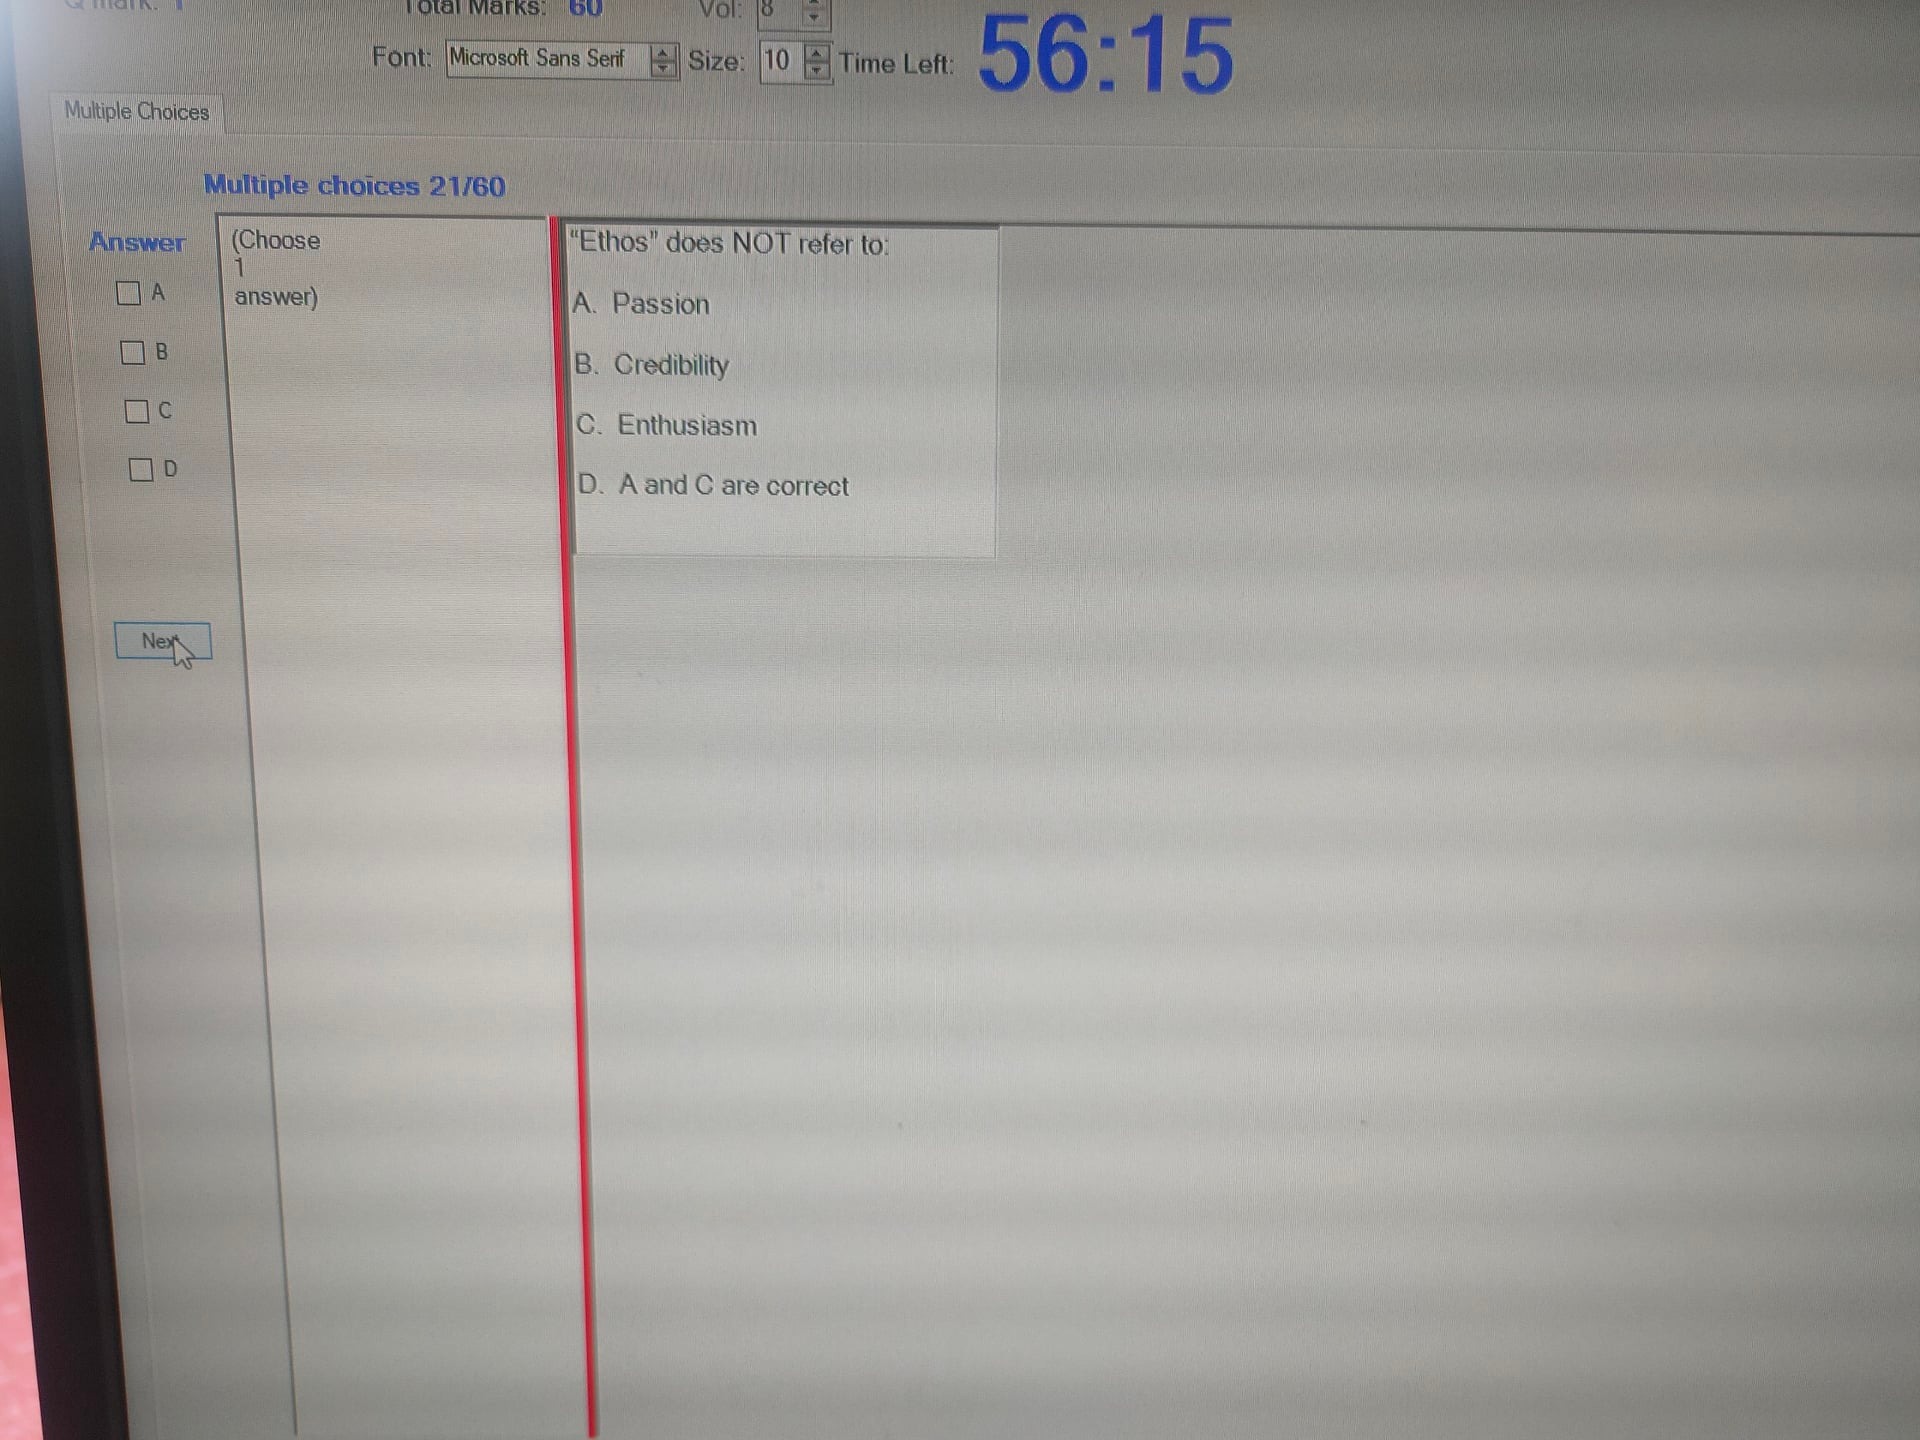 Q mark: 1 Total Marks: 60 Vol: 8
Font: Microsoft Sans Serif Size: 10 Time Left: 56:15
Multiple Choices
Multiple choices 21/60
Answer
A
B
C
D
Next
(Choose
1
answer)
“Ethos” does NOT refer to:
A. Passion
B. Credibility
C. Enthusiasm
D. A and C are correct